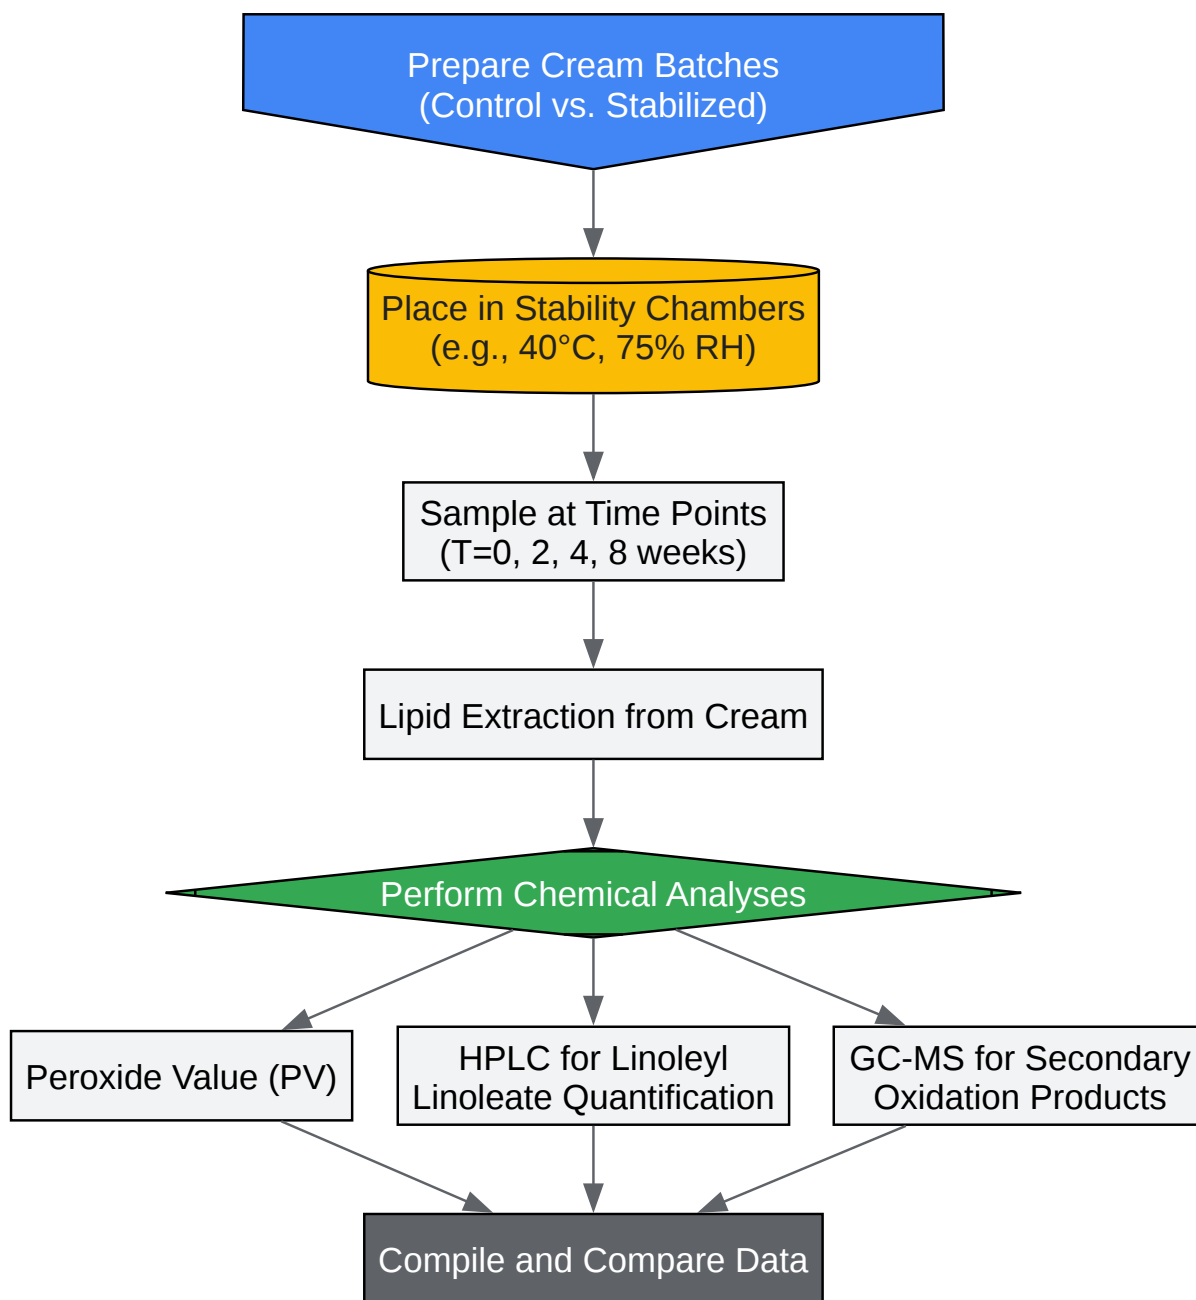 Prepare Cream Batches
(Control vs. Stabilized)
Place in Stability Chambers
(e.g., 40°C, 75% RH)
Sample at Time Points
(T=0, 2, 4, 8 weeks)
Lipid Extraction from Cream
Perform Chemical Analyses
Peroxide Value (PV)
HPLC for Linoleyl
Linoleate Quantification
GC-MS for Secondary
Oxidation Products
Compile and Compare Data